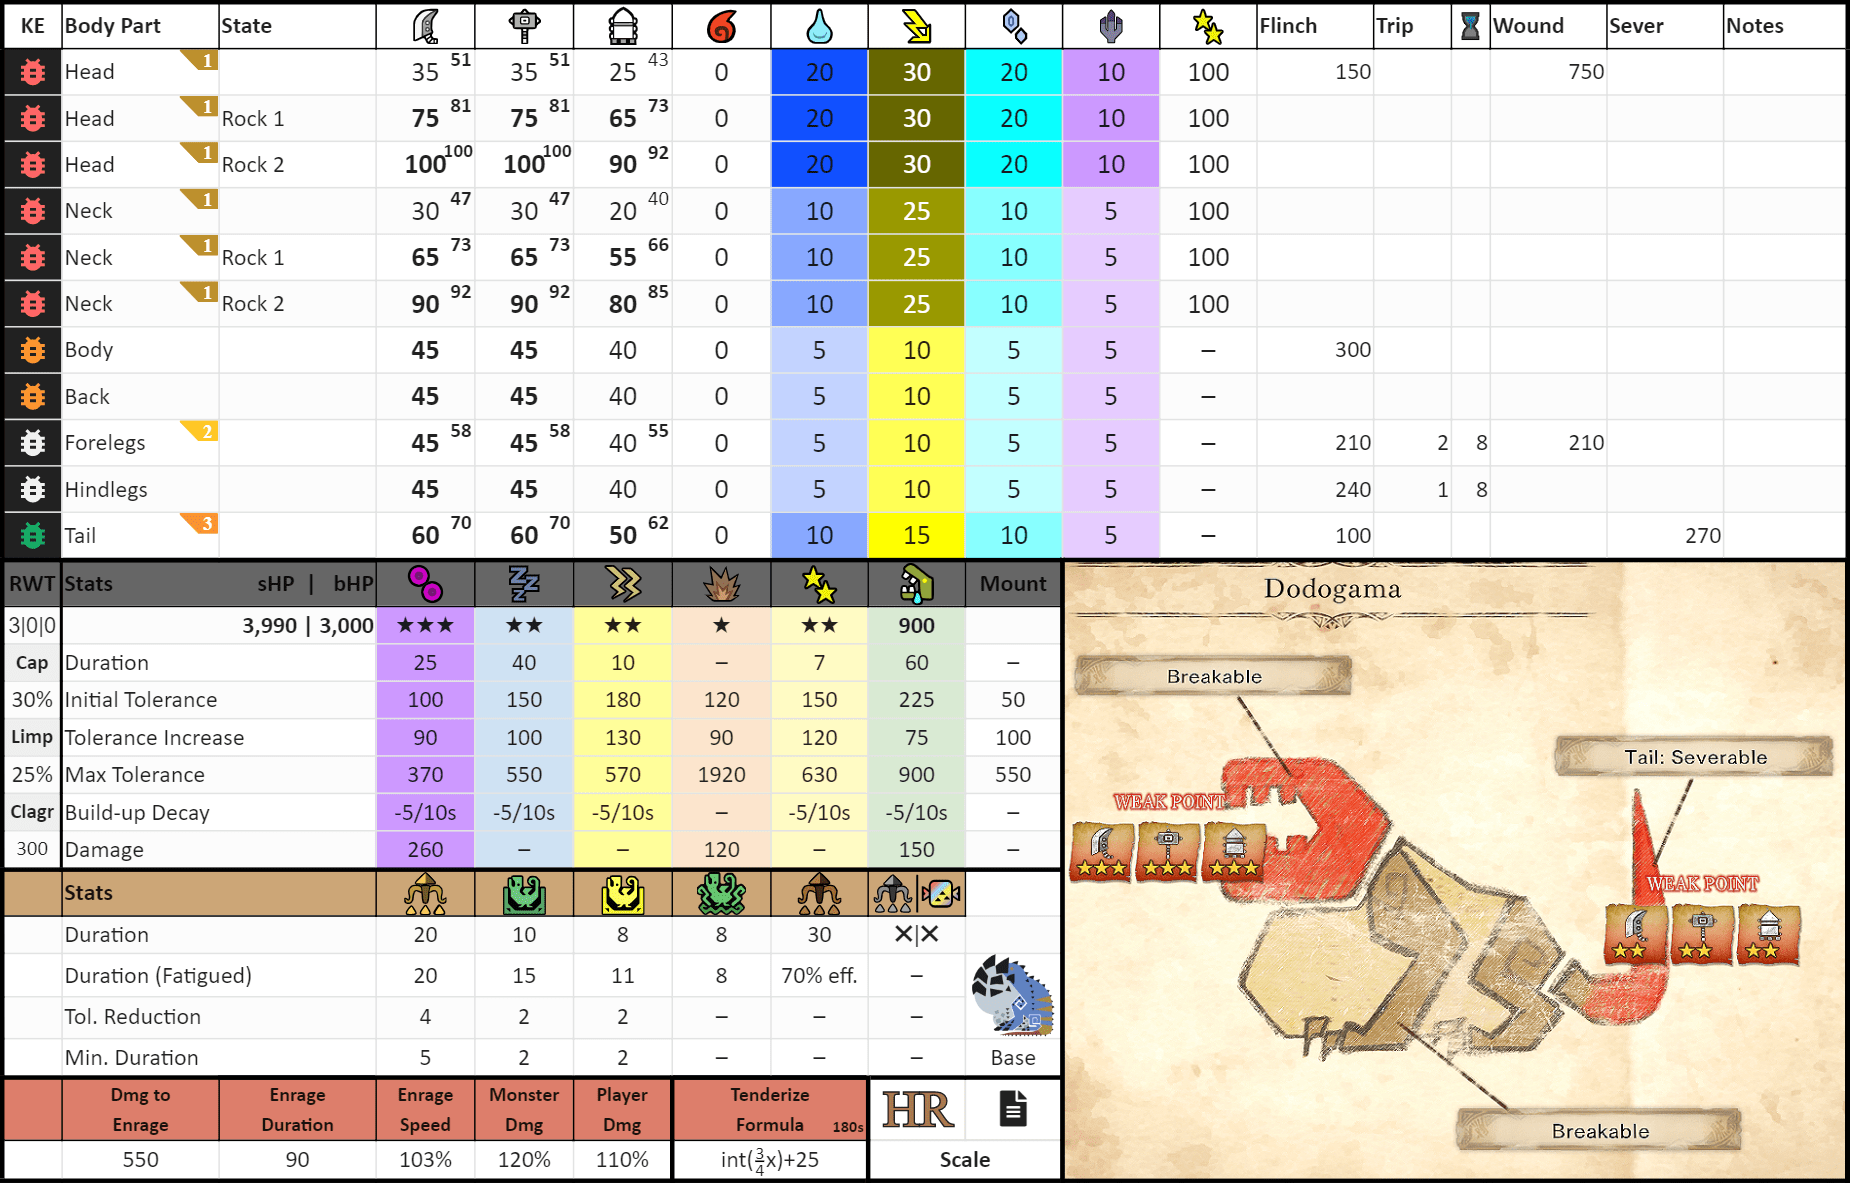 KE Body Part State Flinch Trip Wound Sever Notes
Head 1 35 51 35 51 25 43 0 20 30 20 10 100 150 750
Head 1 Rock 1 75 81 75 81 65 73 0 20 30 20 10 100
Head 1 Rock 2 100 100 100 100 90 92 0 20 30 20 10 100
Neck 1 30 47 30 47 20 40 0 10 25 10 5 100
Neck 1 Rock 1 65 73 65 73 55 66 0 10 25 10 5 100
Neck 1 Rock 2 90 92 90 92 80 85 0 10 25 10 5 100
Body 45 45 40 0 5 10 5 5 – 300
Back 45 45 40 0 5 10 5 5 –
Forelegs 2 45 58 45 58 40 55 0 5 10 5 5 – 210 2 8 210
Hindlegs 45 45 40 0 5 10 5 5 – 240 1 8
Tail 3 60 70 60 70 50 62 0 10 15 10 5 – 100 270
RWT Stats sHP | bHP Mount
3|0|0 3,990 | 3,000 ★★★ ★★ ★★ ★ ★★ 900
Cap Duration 25 40 10 – 7 60 –
30% Initial Tolerance 100 150 180 120 150 225 50
Limp Tolerance Increase 90 100 130 90 120 75 100
25% Max Tolerance 370 550 570 1920 630 900 550
Clagr Build-up Decay -5/10s -5/10s -5/10s – -5/10s -5/10s –
300 Damage 260 – – 120 – 150 –
Stats
Duration 20 10 8 8 30 ✕|✕
Duration (Fatigued) 20 15 11 8 70% eff. –
Tol. Reduction 4 2 2 – – –
Min. Duration 5 2 2 – – – Base
Dmg to Enrage
Enrage Duration
Enrage Speed
Monster Dmg
Player Dmg
Tenderize Formula 180s
HR
550 90 103% 120% 110% int(3/4x)+25 Scale
Dodogama
Breakable
Tail: Severable
WEAK POINT
WEAK POINT
Breakable